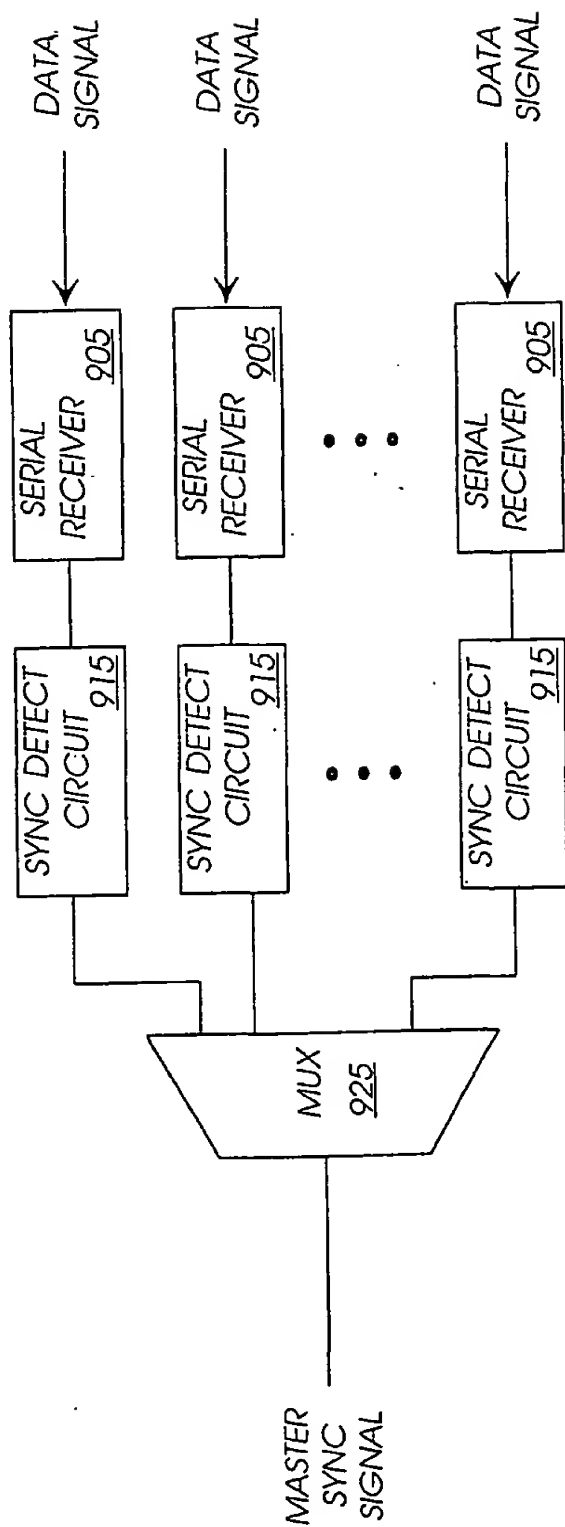 DATA
SIGNAL
DATA
SIGNAL
DATA
SIGNAL
SERIAL
RECEIVER
905
SERIAL
RECEIVER
905
SERIAL
RECEIVER
905
SYNC DETECT
CIRCUIT
915
SYNC DETECT
CIRCUIT
915
SYNC DETECT
CIRCUIT
915
MUX
925
MASTER
SYNC
SIGNAL